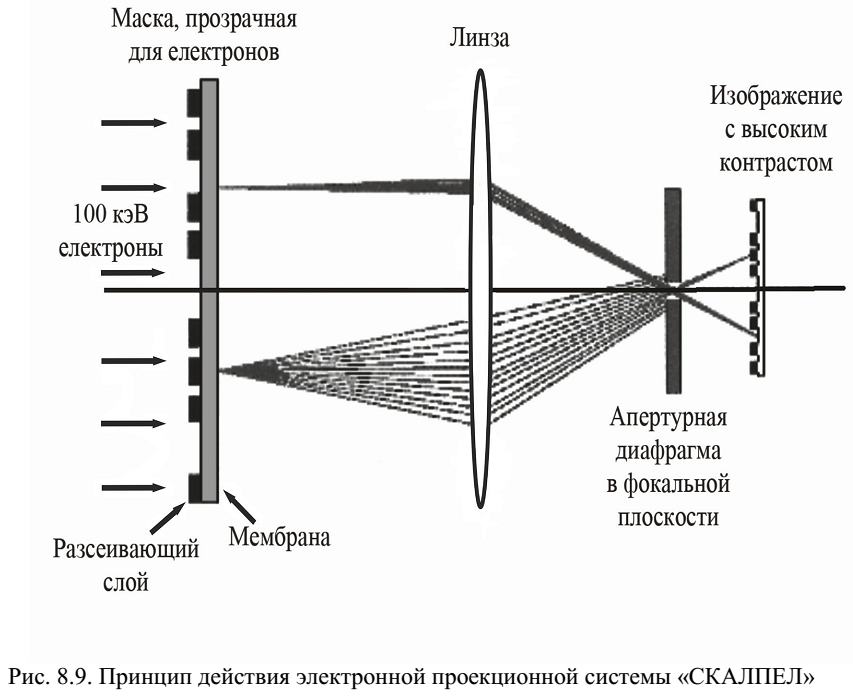 Маска, прозрачная
для електронов
Линза
Изображение
с высоким
контрастом
100 кэВ
електроны
Апертурная
диафрагма
в фокальной
плоскости
Мембрана
Разсеивающий
слой
Рис. 8.9. Принцип действия электронной проекционной системы «СКАЛПЕЛ»